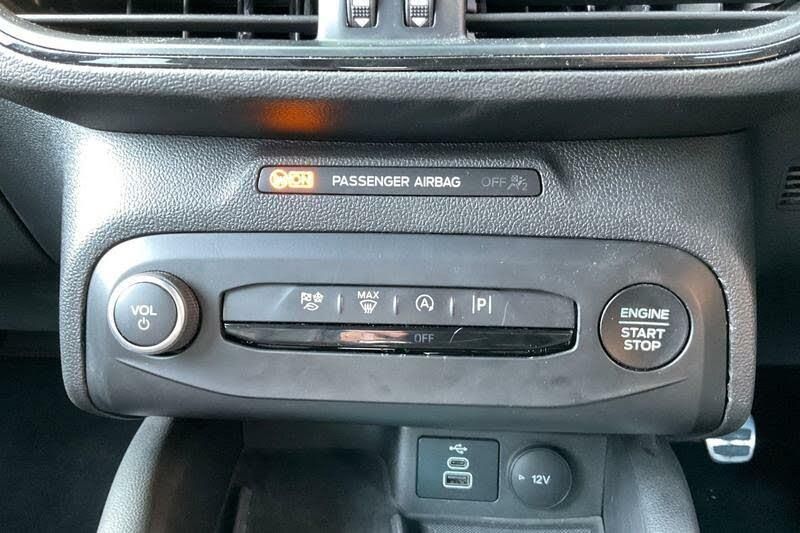 ON PASSENGER AIRBAG OFF
VOL
MAX
A
P
OFF
ENGINE
START
STOP
12V